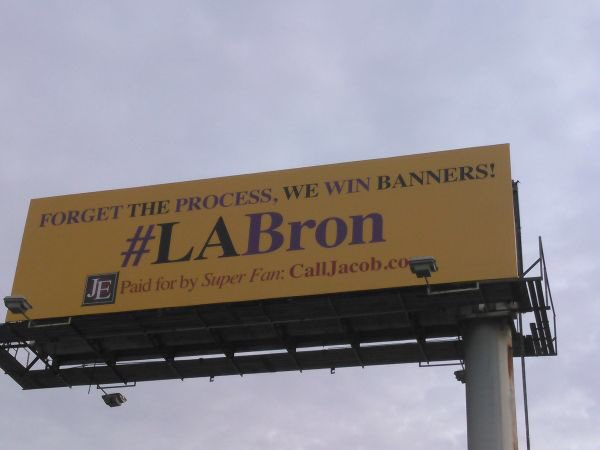 FORGET THE PROCESS, WE WIN BANNERS!
#LABron
JE Paid for by Super Fan: CallJacob.co